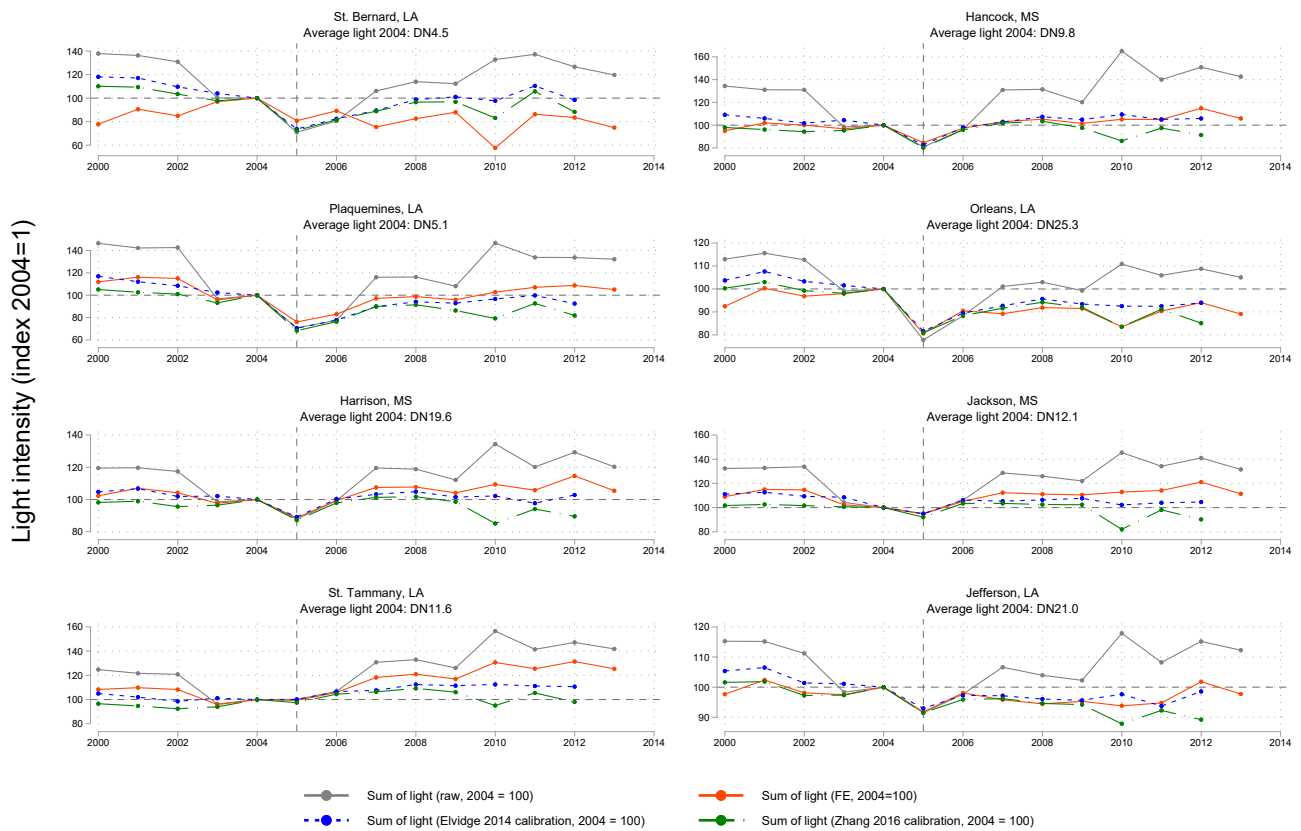 Light intensity (index 2004=1)
St. Bernard, LA
Average light 2004: DN4.5
140
120
100
80
60
2000 2002 2004 2006 2008 2010 2012 2014
Hancock, MS
Average light 2004: DN9.8
160
140
120
100
80
2000 2002 2004 2006 2008 2010 2012 2014
Plaquemines, LA
Average light 2004: DN5.1
140
120
100
80
60
2000 2002 2004 2006 2008 2010 2012 2014
Orleans, LA
Average light 2004: DN25.3
120
110
100
90
80
2000 2002 2004 2006 2008 2010 2012 2014
Harrison, MS
Average light 2004: DN19.6
140
120
100
80
2000 2002 2004 2006 2008 2010 2012 2014
Jackson, MS
Average light 2004: DN12.1
160
140
120
100
80
2000 2002 2004 2006 2008 2010 2012 2014
St. Tammany, LA
Average light 2004: DN11.6
160
140
120
100
80
2000 2002 2004 2006 2008 2010 2012 2014
Jefferson, LA
Average light 2004: DN21.0
120
110
100
90
2000 2002 2004 2006 2008 2010 2012 2014
Sum of light (raw, 2004 = 100)
Sum of light (FE, 2004=100)
Sum of light (Elvidge 2014 calibration, 2004 = 100)
Sum of light (Zhang 2016 calibration, 2004 = 100)